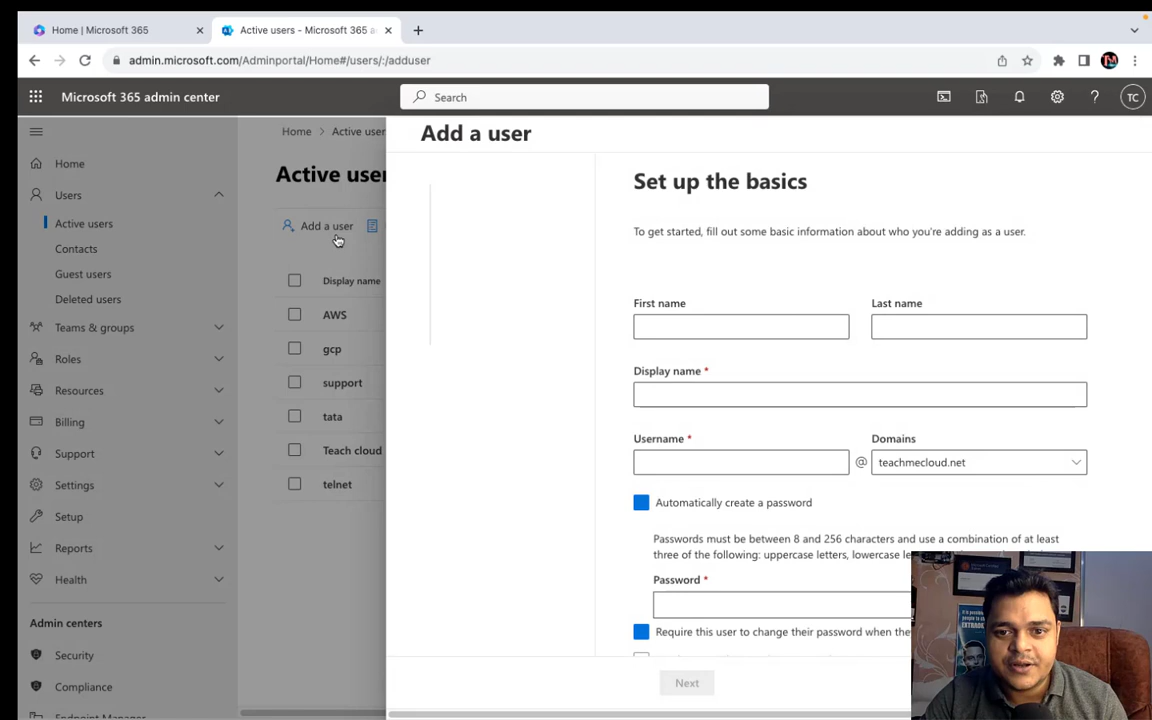 Home | Microsoft 365
Active users - Microsoft 365 a
admin.microsoft.com/Adminportal/Home#/users/:/adduser
Microsoft 365 admin center
Search
TC
Home
Users
Active users
Contacts
Guest users
Deleted users
Teams & groups
Roles
Resources
Billing
Support
Settings
Setup
Reports
Health
Admin centers
Security
Compliance
Endpoint Manager
Home > Active user
Active user
Add a user
Display name
AWS
gcp
support
tata
Teach cloud
telnet
Add a user
Set up the basics
To get started, fill out some basic information about who you're adding as a user.
First name
Last name
Display name *
Username *
Domains
@
teachmecloud.net
Automatically create a password
Passwords must be between 8 and 256 characters and use a combination of at least
three of the following: uppercase letters, lowercase le
Password *
Require this user to change their password when the
Next